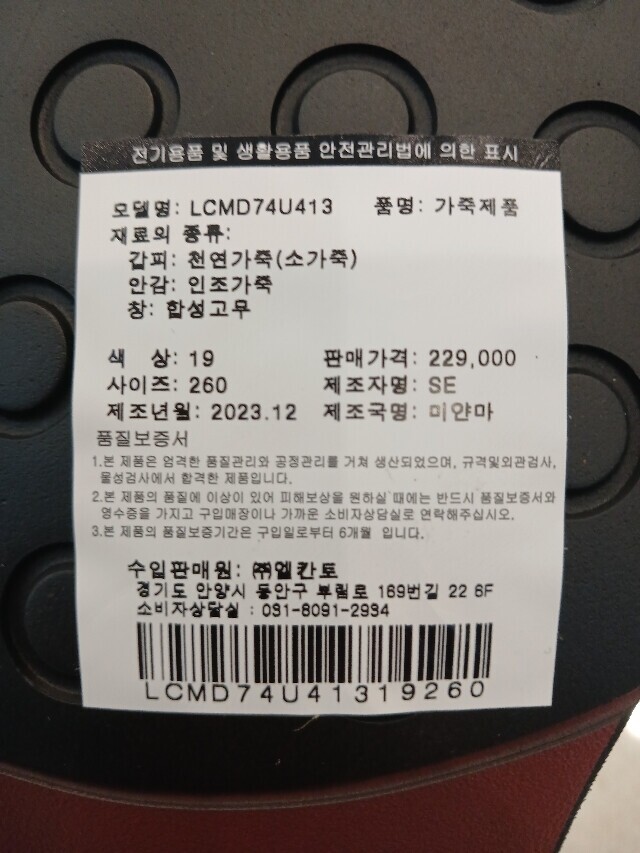 전기용품 및 생활용품 안전관리법에 의한 표시
모델명: LCMD74U413 품명: 가죽제품
재료의 종류:
갑피: 천연가죽(소가죽)
안감: 인조가죽
창: 합성고무
색 상: 19 판매가격: 229,000
사이즈: 260 제조자명: SE
제조년월: 2023.12 제조국명: 미얀마
품질보증서
1.본 제품은 엄격한 품질관리와 공정관리를 거쳐 생산되었으며, 규격및외관검사,
물성검사에서 합격한 제품입니다.
2.본 제품의 품질에 이상이 있어 피해보상을 원하실 때에는 반드시 품질보증서와
영수증을 가지고 구입매장이나 가까운 소비자상담실로 연락해주십시오.
3.본 제품의 품질보증기간은 구입일로부터 6개월 입니다.
수입판매원: ㈜엘칸토
경기도 안양시 동안구 부림로 169번길 22 6F
소비자상담실 : 031-8091-2934
LCMD74U41319260